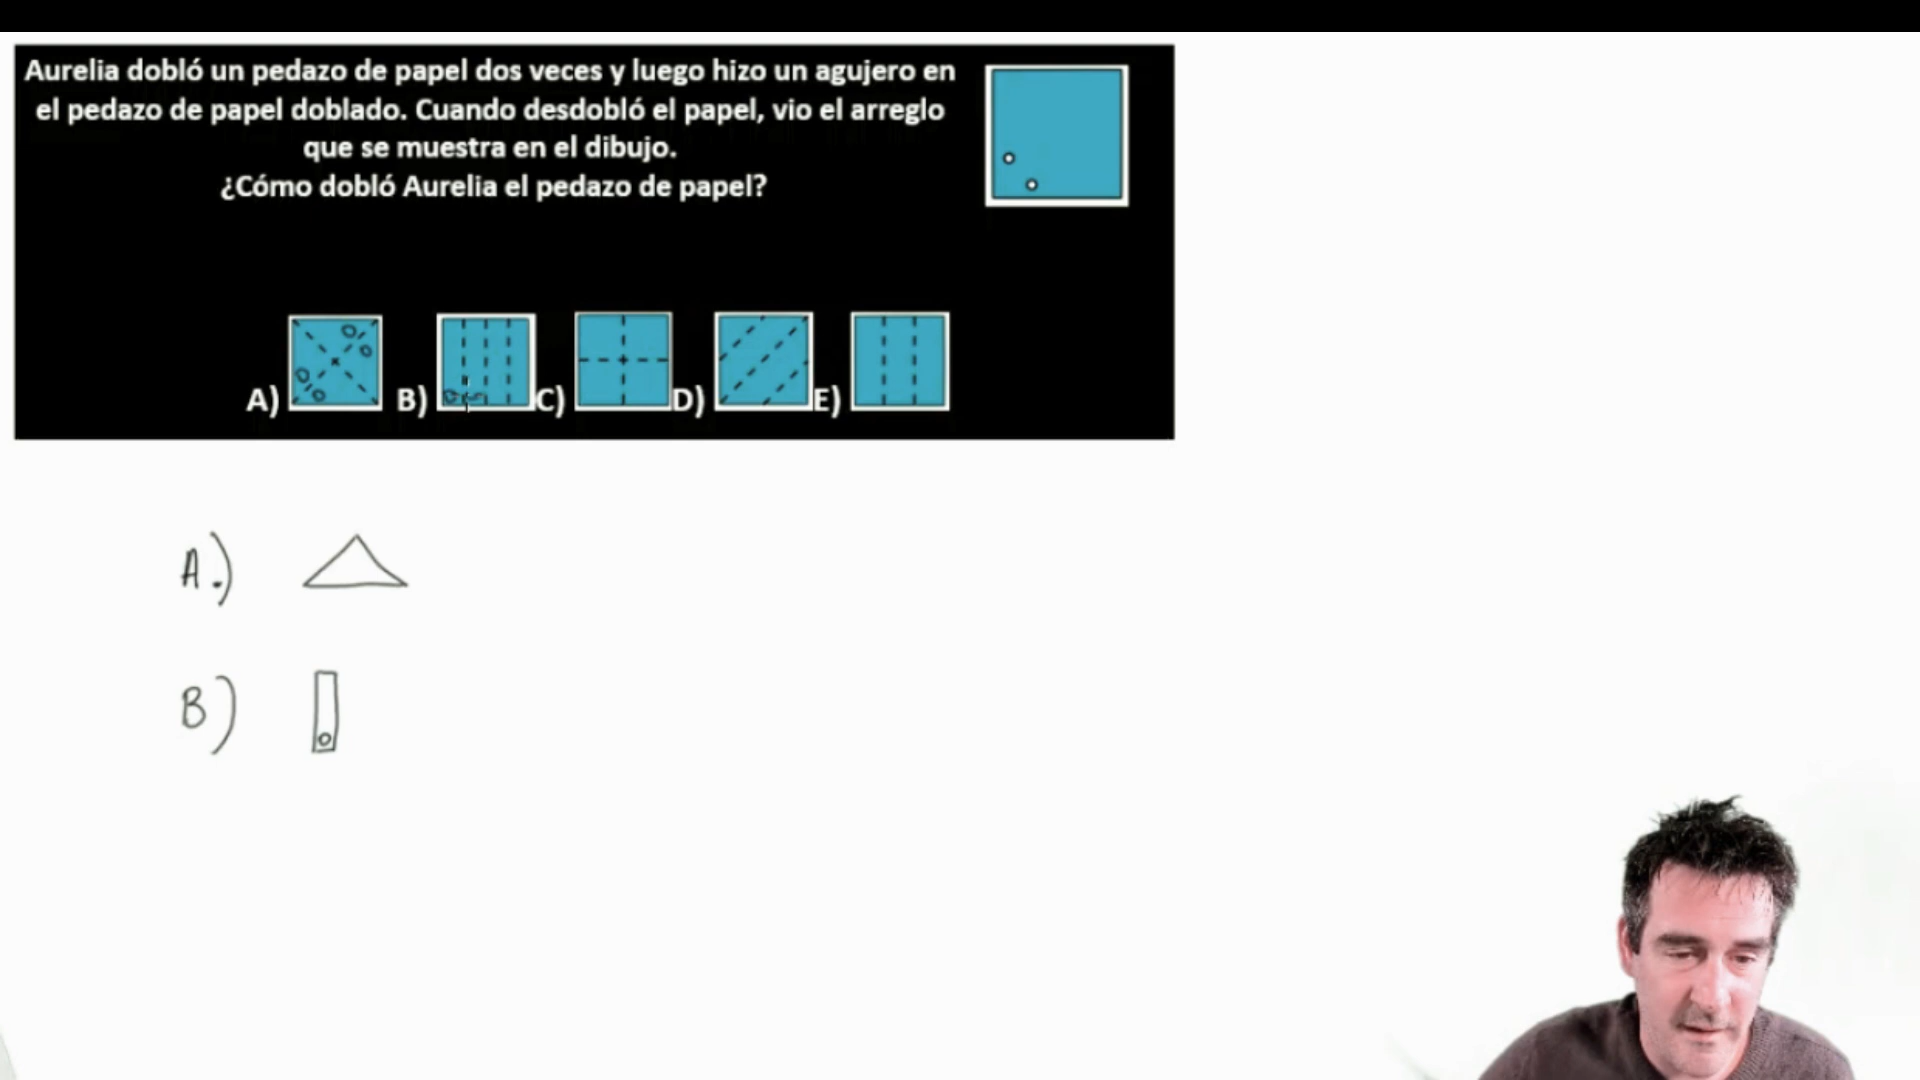 Aurelia dobló un pedazo de papel dos veces y luego hizo un agujero en
el pedazo de papel doblado. Cuando desdobló el papel, vio el arreglo
que se muestra en el dibujo.
¿Cómo dobló Aurelia el pedazo de papel?
A) B) C) D) E)
A.)
B)